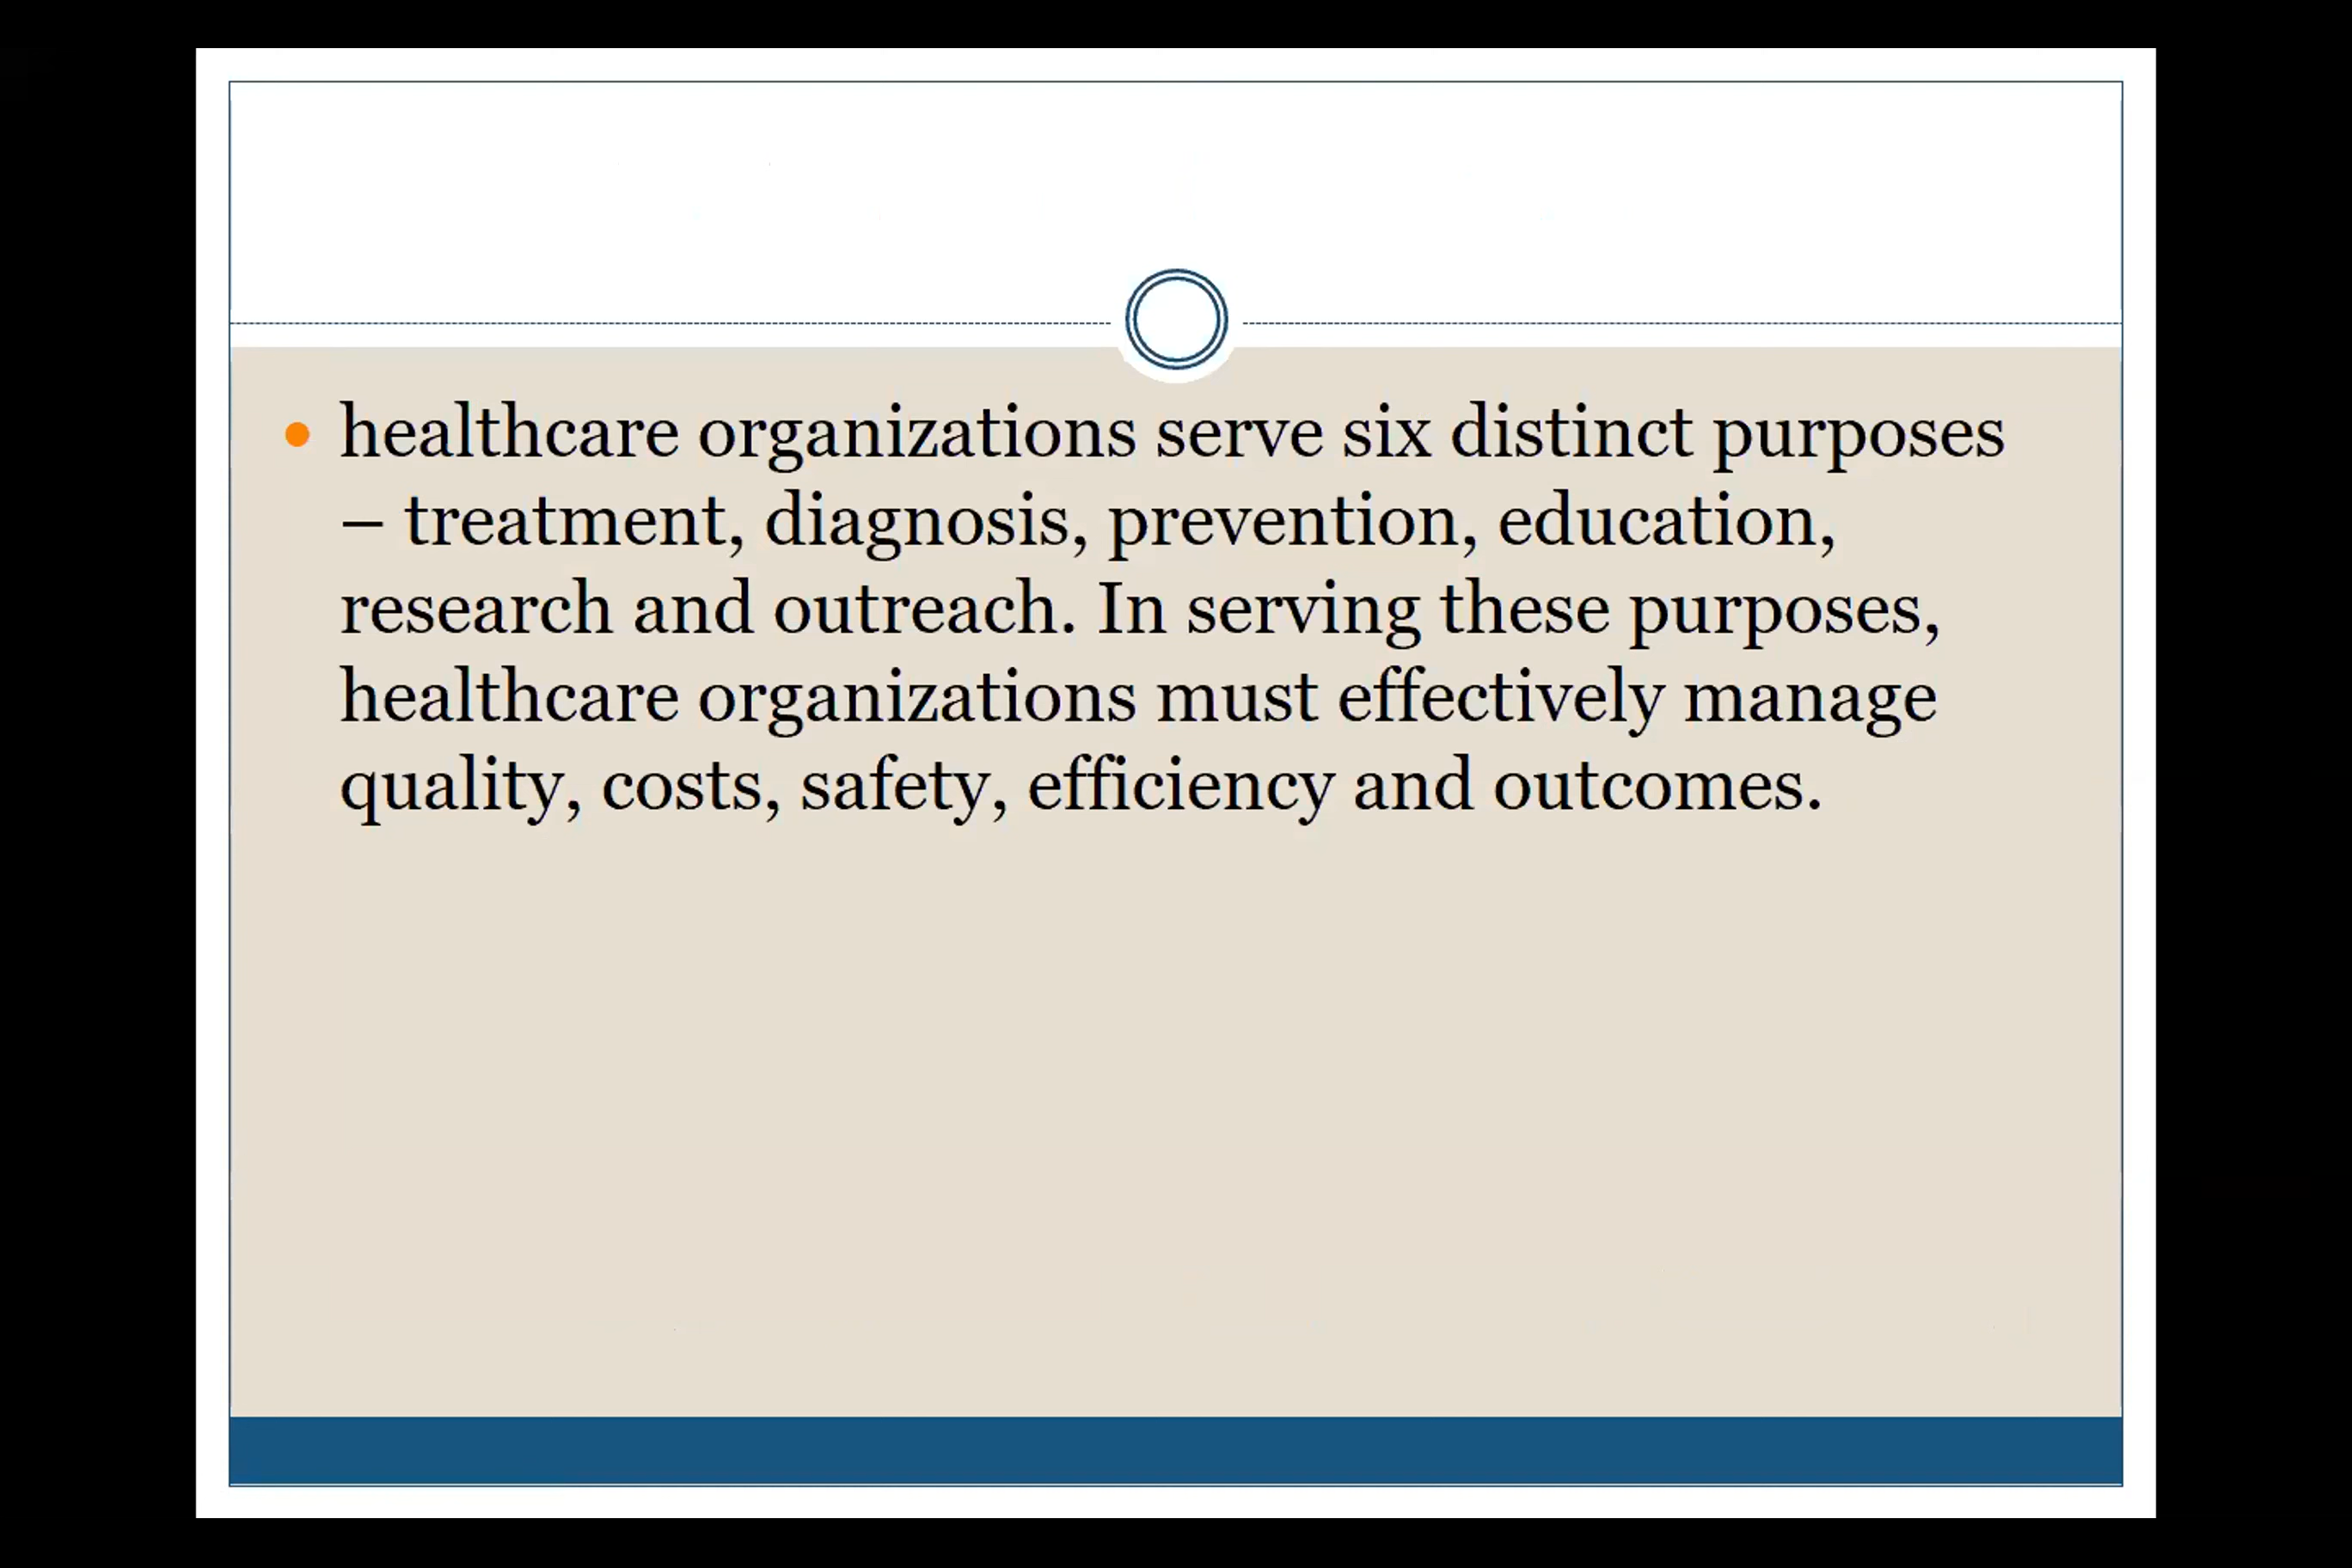 • healthcare organizations serve six distinct purposes
– treatment, diagnosis, prevention, education,
research and outreach. In serving these purposes,
healthcare organizations must effectively manage
quality, costs, safety, efficiency and outcomes.